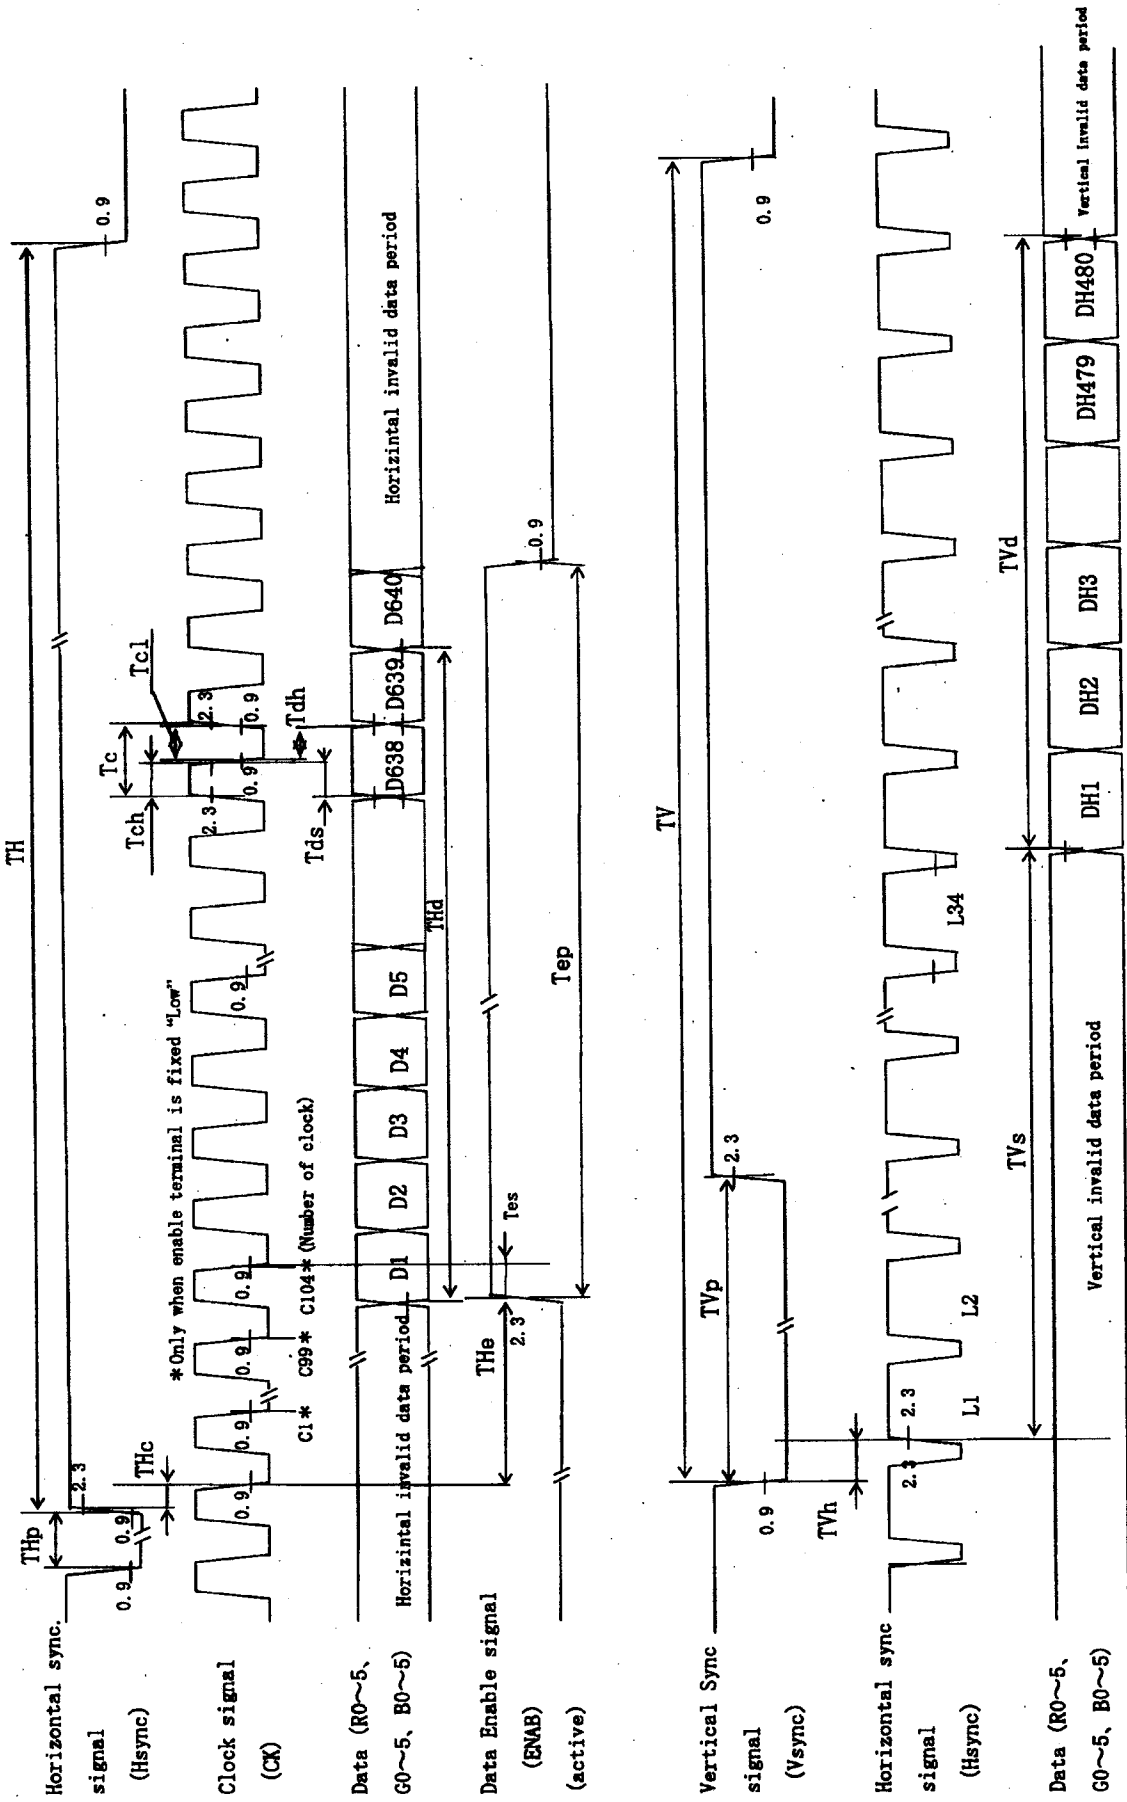 TH
THp
0.9
0.9
2.3
THc
0.9
Horizontal sync.
signal
(Hsync)
*Only when enable terminal is fixed "Low"
Tch
Tc
Tcl
2.3
0.9
2.3
0.9
0.9
0.9
0.9
0.9
0.9
C1*
C99*
C104*(Number of clock)
Tds
Tdh
Clock signal
(CK)
Horizintal invalid data period
D1
D2
D3
D4
D5
D638
D639
D640
Horizintal invalid data period
Data (R0~5、
G0~5、B0~5)
THd
THe
2.3
Tes
Tep
0.9
Data Enable signal
(ENAB)
(active)
TV
TVp
2.3
0.9
0.9
Vertical Sync
signal
(Vsync)
TVh
2.3
2.3
L1
L2
L34
Horizontal sync
signal
(Hsync)
TVs
TVd
Vertical invalid data period
DH1
DH2
DH3
DH479
DH480
Vertical invalid data period
Data (R0~5、
G0~5、B0~5)